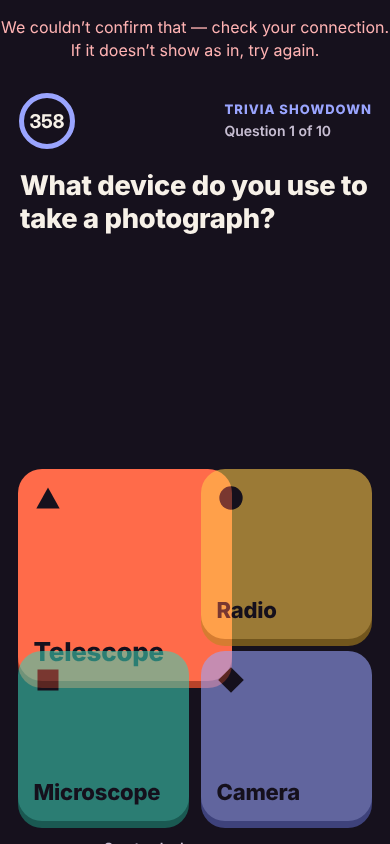 We couldn’t confirm that — check your connection.
If it doesn’t show as in, try again.
358
TRIVIA SHOWDOWN
Question 1 of 10
What device do you use to
take a photograph?
Telescope
Radio
Microscope
Camera